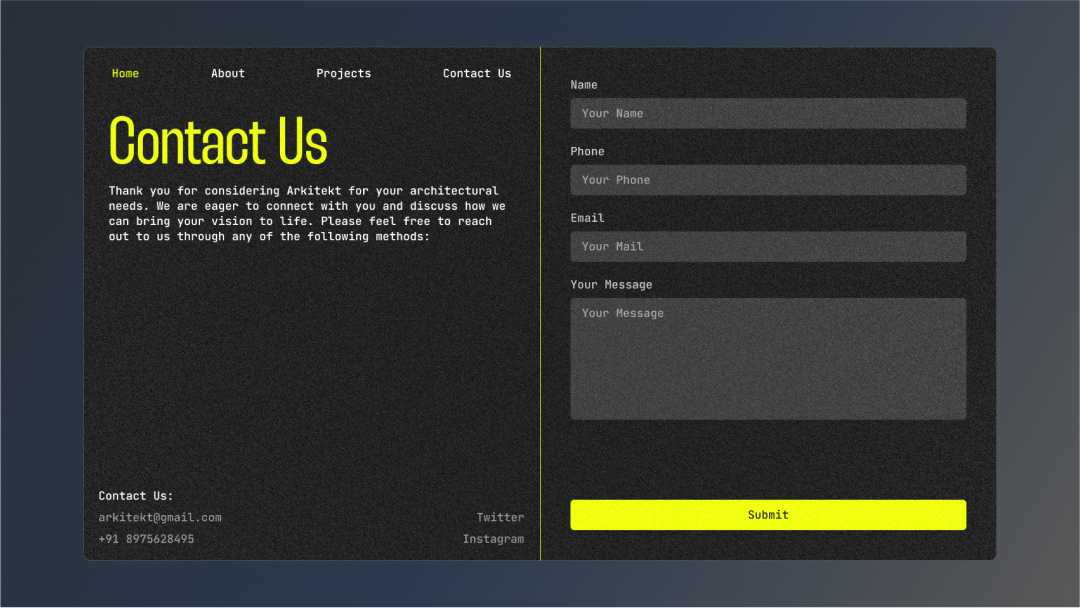 Home About Projects Contact Us
Contact Us
Thank you for considering Arkitekt for your architectural
needs. We are eager to connect with you and discuss how we
can bring your vision to life. Please feel free to reach
out to us through any of the following methods:
Contact Us:
arkitekt@gmail.com
+91 8975628495
Twitter
Instagram
Name
Your Name
Phone
Your Phone
Email
Your Mail
Your Message
Your Message
Submit